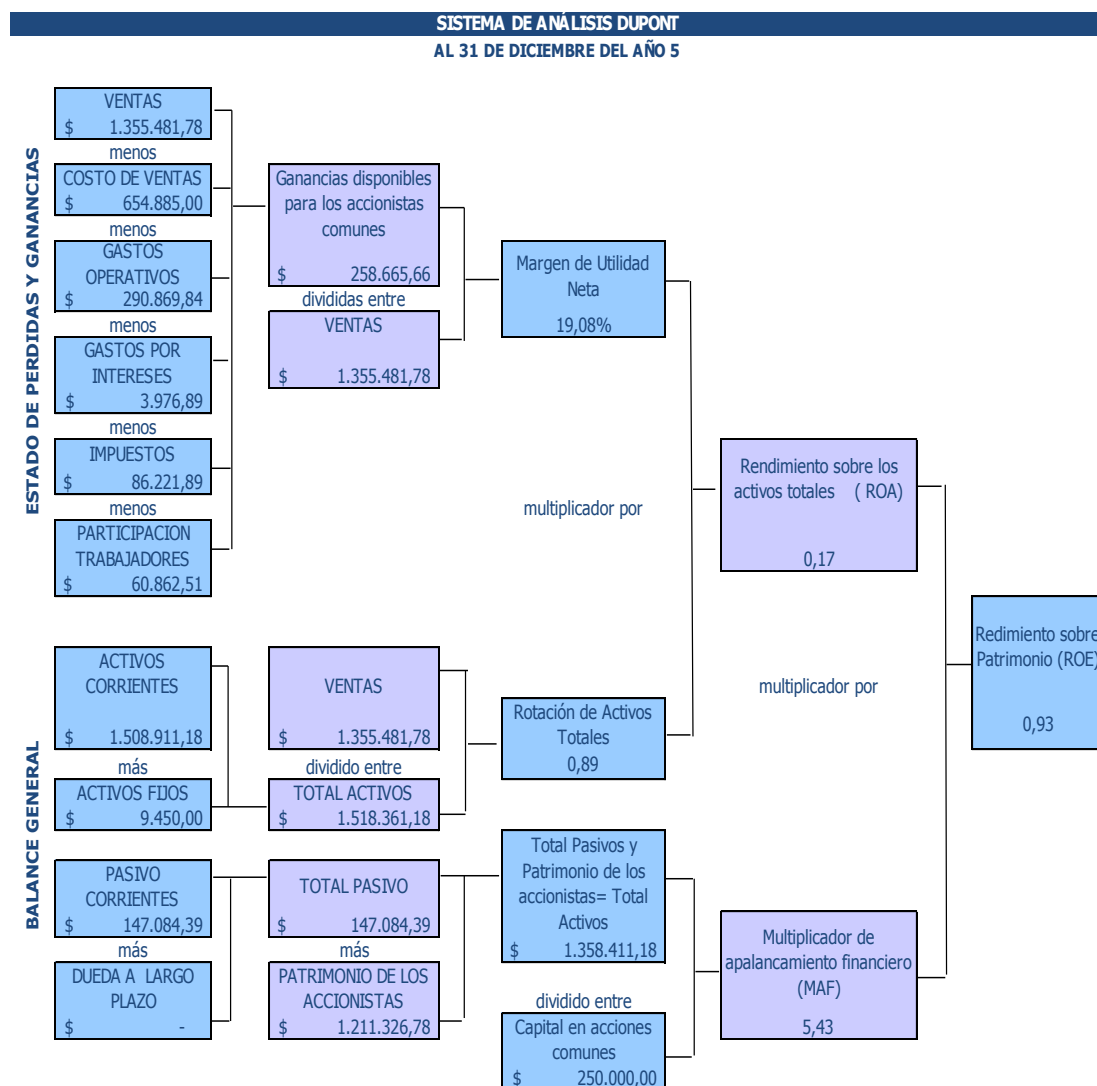 SISTEMA DE ANÁLISIS DUPONT
AL 31 DE DICIEMBRE DEL AÑO 5
ESTADO DE PERDIDAS Y GANANCIAS
VENTAS
$ 1.355.481,78
menos
COSTO DE VENTAS
$ 654.885,00
menos
GASTOS
OPERATIVOS
$ 290.869,84
menos
GASTOS POR
INTERESES
$ 3.976,89
menos
IMPUESTOS
$ 86.221,89
menos
PARTICIPACION
TRABAJADORES
$ 60.862,51
Ganancias disponibles
para los accionistas
comunes
$ 258.665,66
divididas entre
VENTAS
$ 1.355.481,78
Margen de Utilidad
Neta
19,08%
multiplicador por
Rendimiento sobre los
activos totales ( ROA)
0,17
BALANCE GENERAL
ACTIVOS
CORRIENTES
$ 1.508.911,18
más
ACTIVOS FIJOS
$ 9.450,00
VENTAS
$ 1.355.481,78
dividido entre
TOTAL ACTIVOS
$ 1.518.361,18
Rotación de Activos
Totales
0,89
multiplicador por
Redimiento sobre
Patrimonio (ROE)
0,93
PASIVO
CORRIENTES
$ 147.084,39
más
DUEDA A LARGO
PLAZO
$ -
TOTAL PASIVO
$ 147.084,39
más
PATRIMONIO DE LOS
ACCIONISTAS
$ 1.211.326,78
Total Pasivos y
Patrimonio de los
accionistas= Total
Activos
$ 1.358.411,18
dividido entre
Capital en acciones
comunes
$ 250.000,00
Multiplicador de
apalancamiento financiero
(MAF)
5,43